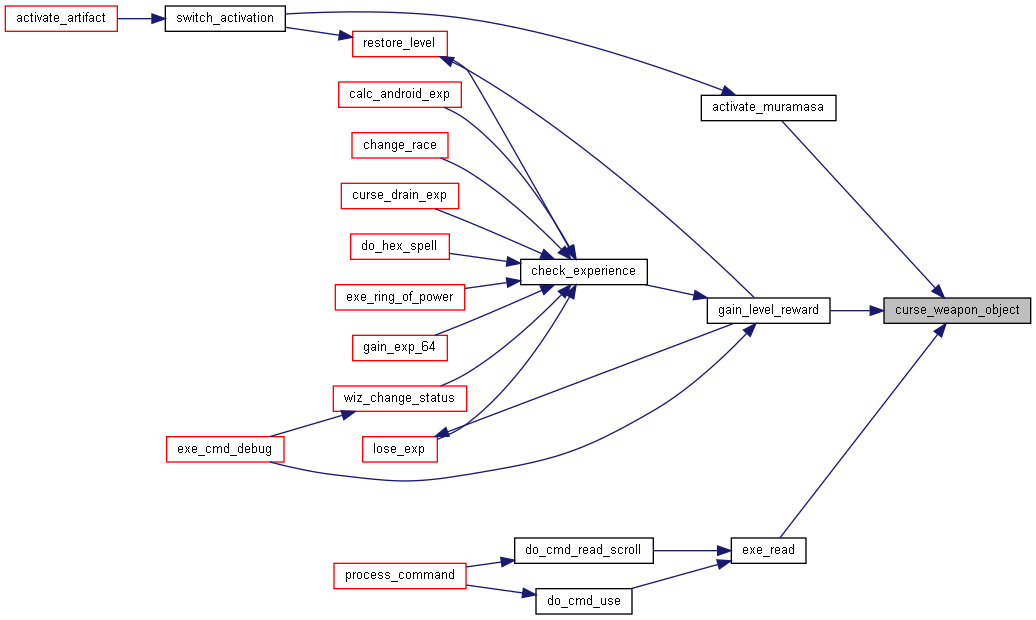 activate_artifact
switch_activation
restore_level
calc_android_exp
activate_muramasa
change_race
curse_drain_exp
do_hex_spell
check_experience
exe_ring_of_power
gain_level_reward
curse_weapon_object
gain_exp_64
wiz_change_status
exe_cmd_debug
lose_exp
do_cmd_read_scroll
exe_read
process_command
do_cmd_use